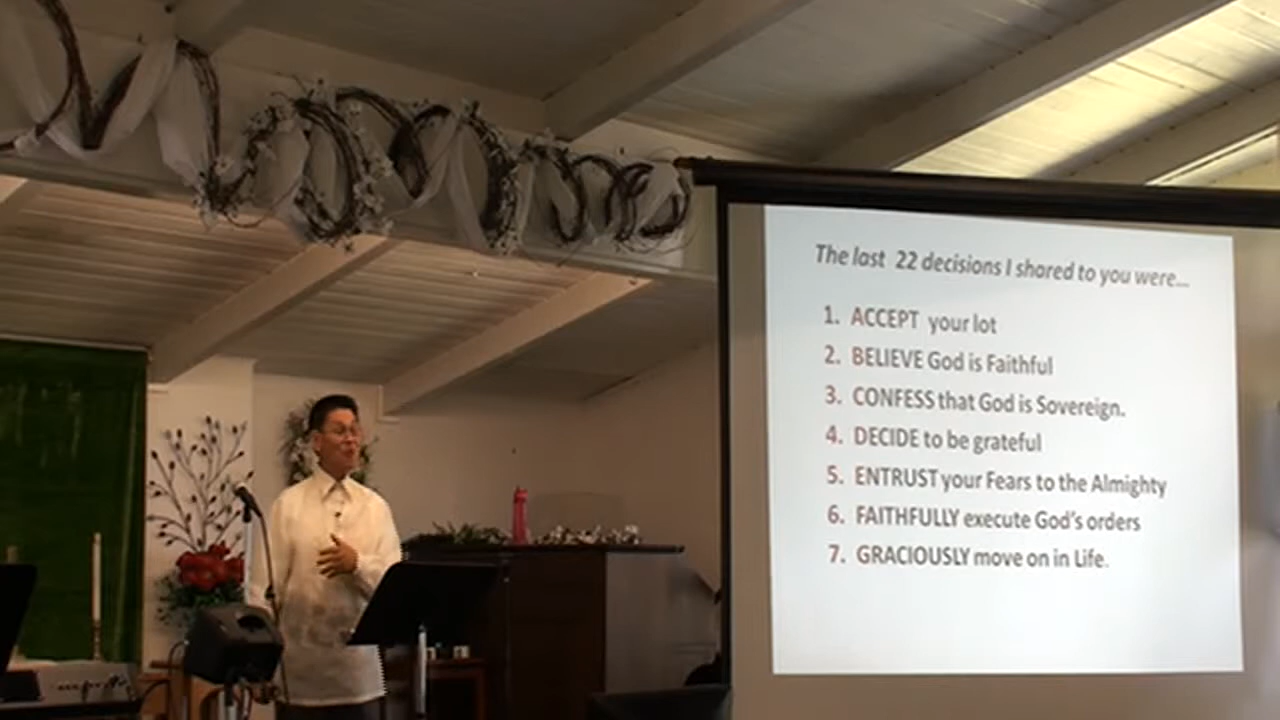 The last 22 decisions I shared to you were...
1. ACCEPT your lot
2. BELIEVE God is Faithful
3. CONFESS that God is Sovereign.
4. DECIDE to be grateful
5. ENTRUST your Fears to the Almighty
6. FAITHFULLY execute God's orders
7. GRACIOUSLY move on in Life.